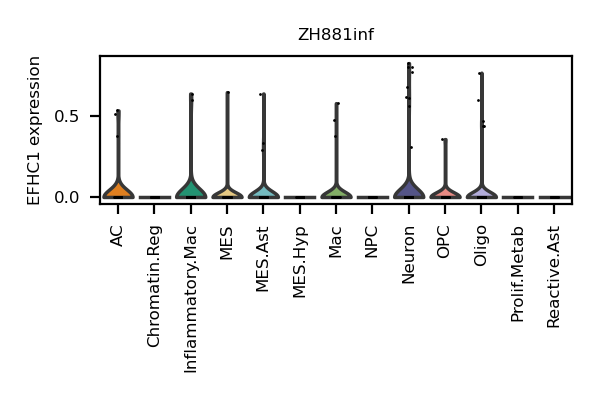 ZH881inf
EFHC1 expression
0.5
0.0
AC
Chromatin.Reg
Inflammatory.Mac
MES
MES.Ast
MES.Hyp
Mac
NPC
Neuron
OPC
Oligo
Prolif.Metab
Reactive.Ast